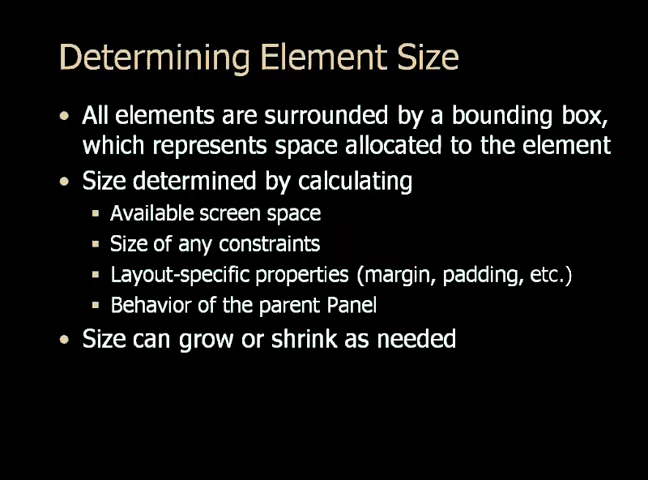 Determining Element Size
• All elements are surrounded by a bounding box,
which represents space allocated to the element
• Size determined by calculating
▪ Available screen space
▪ Size of any constraints
▪ Layout-specific properties (margin, padding, etc.)
▪ Behavior of the parent Panel
• Size can grow or shrink as needed